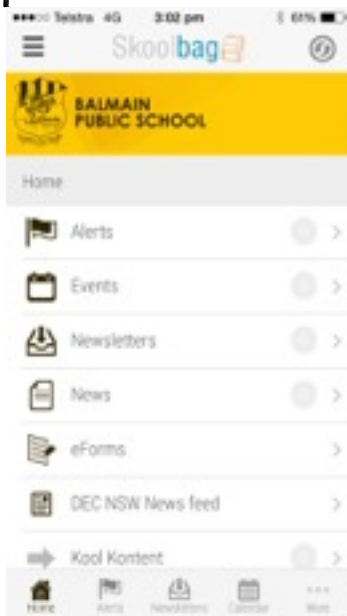 Telstra 4G 3:02 pm 61%
Skoolbag
BALMAIN
PUBLIC SCHOOL
Home
Alerts
Events
Newsletters
News
eForms
DEC NSW News feed
Kool Kontent
Home Alerts Newsletters Calendar More